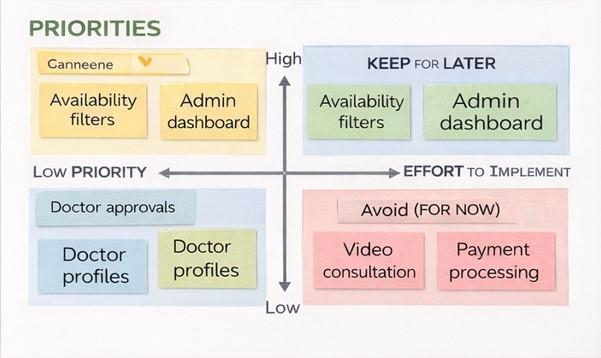 PRIORITIES
Ganneene
High
KEEP FOR LATER
Availability
filters
Admin
dashboard
Availability
filters
Admin
dashboard
LOW PRIORITY
EFFORT TO IMPLEMENT
Doctor approvals
Doctor
profiles
Doctor
profiles
Avoid (FOR NOW)
Video
consultation
Payment
processing
Low